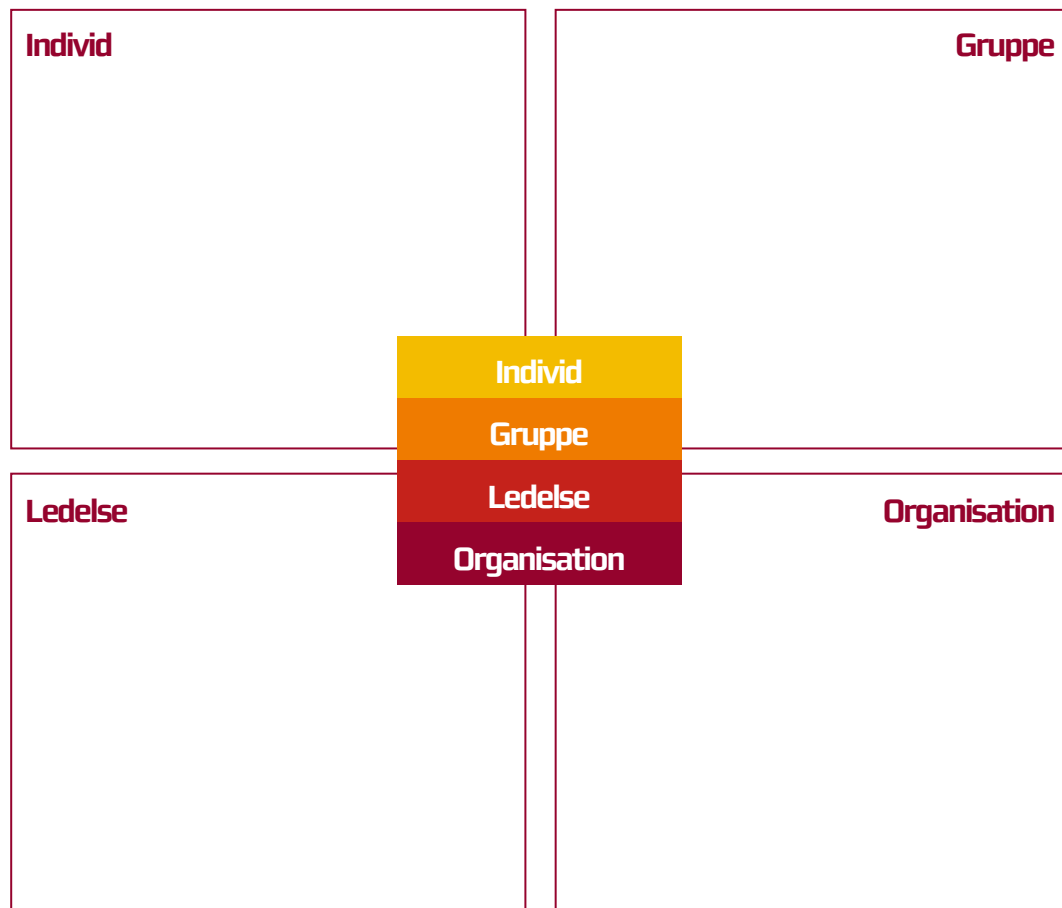 Individ
Gruppe
Individ
Gruppe
Ledelse
Organisation
Ledelse
Organisation